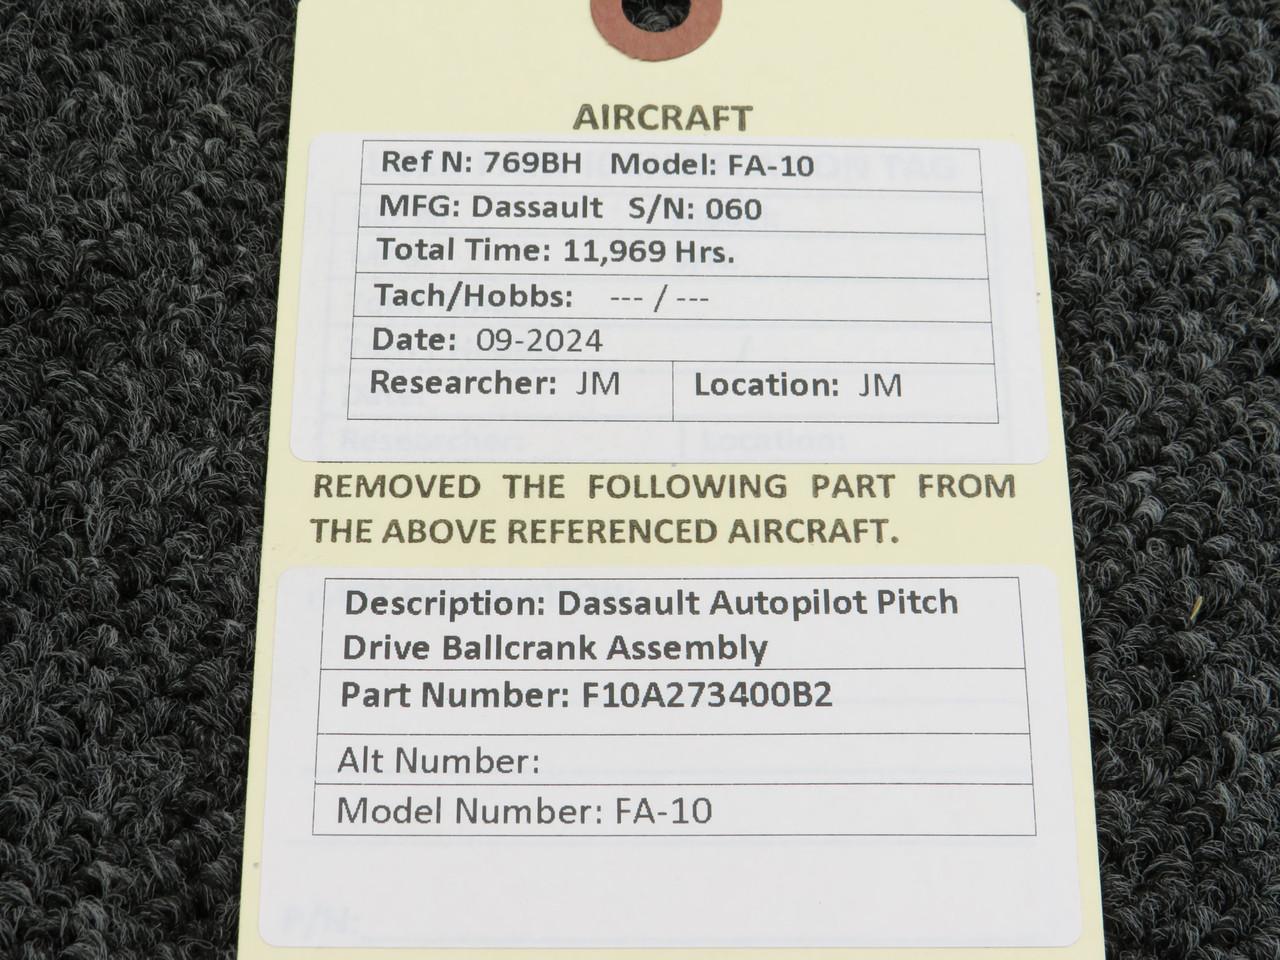 AIRCRAFT
Ref N: 769BH Model: FA-10
MFG: Dassault S/N: 060
Total Time: 11,969 Hrs.
Tach/Hobbs: --- / ---
Date: 09-2024
Researcher: JM Location: JM
Researcher: Location:
REMOVED THE FOLLOWING PART FROM
THE ABOVE REFERENCED AIRCRAFT.
Description: Dassault Autopilot Pitch
Drive Ballcrank Assembly
Part Number: F10A273400B2
Alt Number:
Model Number: FA-10
P/N: